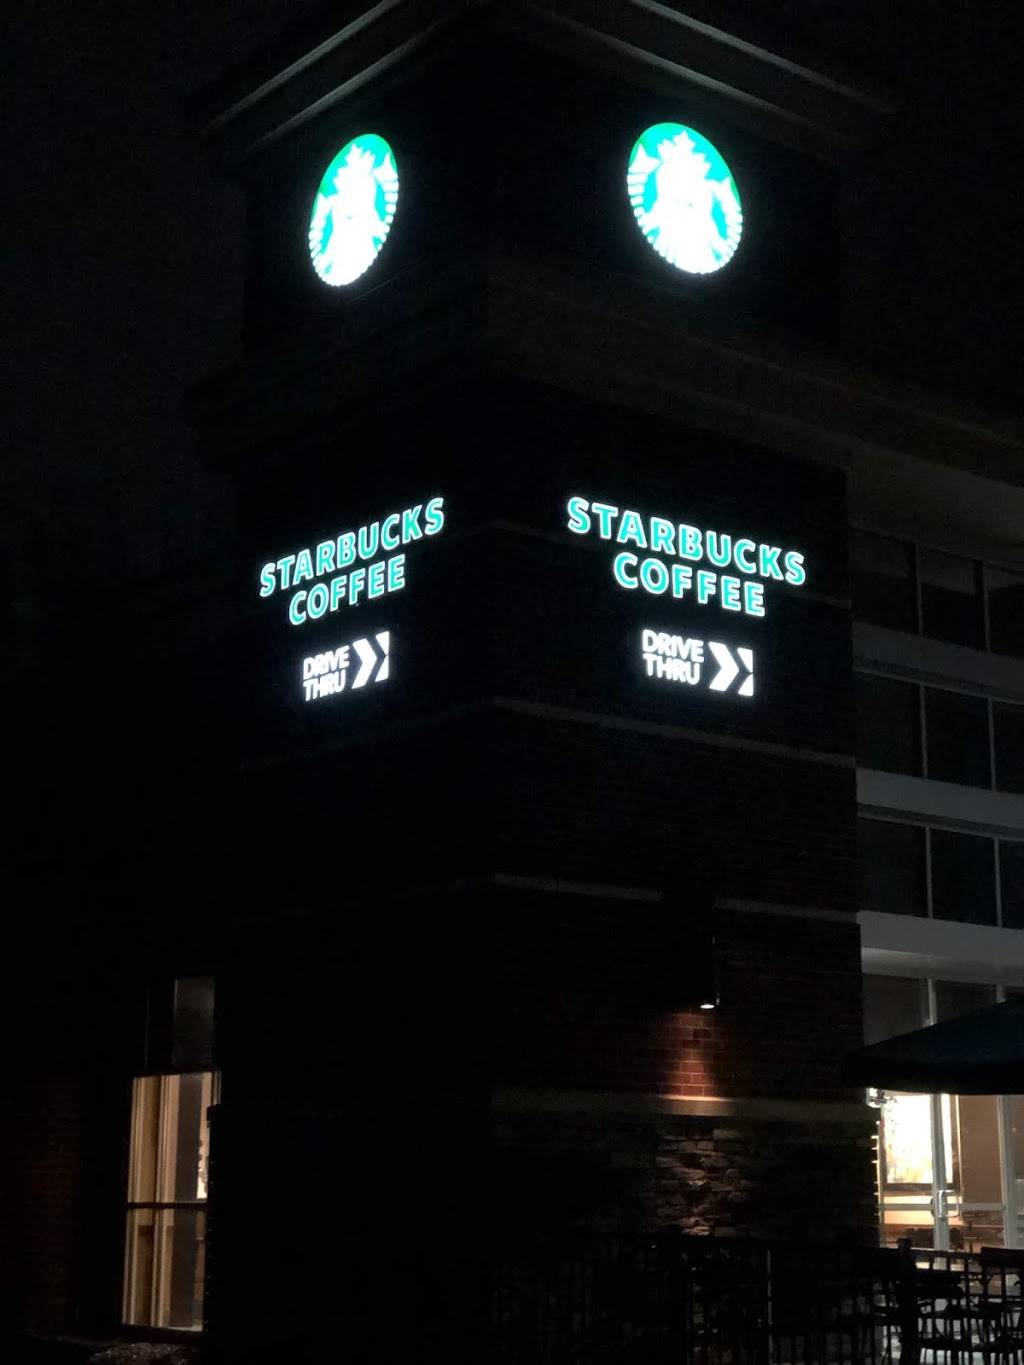 STARBUCKS
COFFEE
DRIVE
THRU
STARBUCKS
COFFEE
DRIVE
THRU